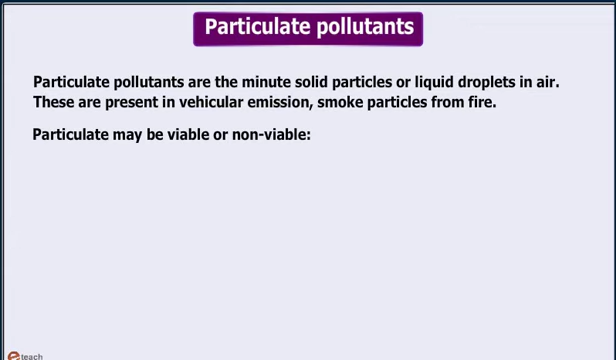 Particulate pollutants
Particulate pollutants are the minute solid particles or liquid droplets in air.
These are present in vehicular emission, smoke particles from fire.
Particulate may be viable or non-viable:
e teach